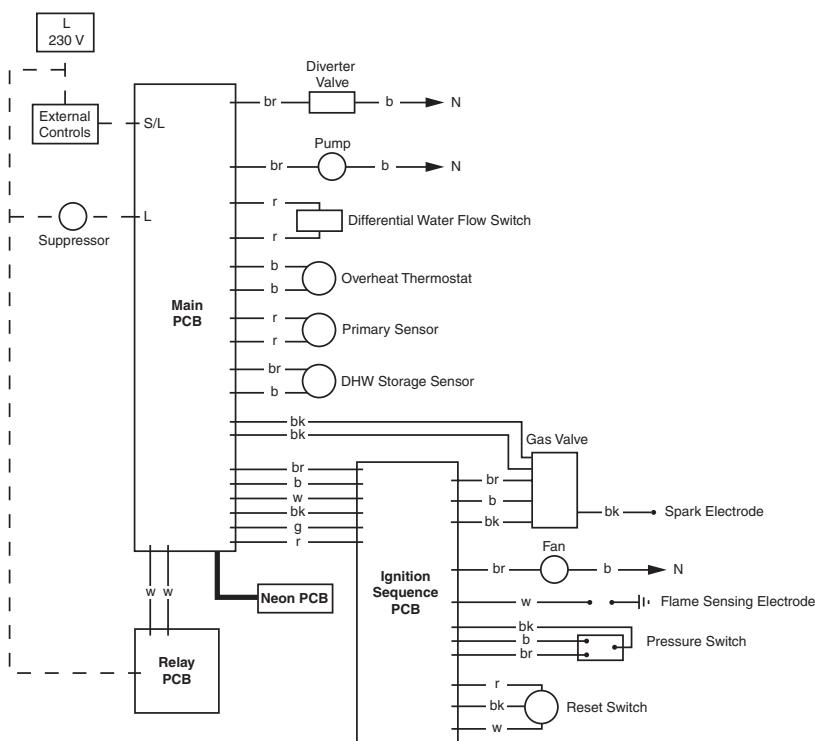 L
230 V
External
Controls
S/L
Suppressor
L
Main
PCB
br
Diverter
Valve
b
N
br
Pump
b
N
r
r
Differential Water Flow Switch
b
b
Overheat Thermostat
r
r
Primary Sensor
br
b
DHW Storage Sensor
bk
bk
Gas Valve
br
b
w
bk
g
r
br
b
bk
bk
Spark Electrode
Ignition
Sequence
PCB
br
Fan
b
N
w
Flame Sensing Electrode
bk
b
br
Pressure Switch
r
bk
w
Reset Switch
w
w
Neon PCB
Relay
PCB